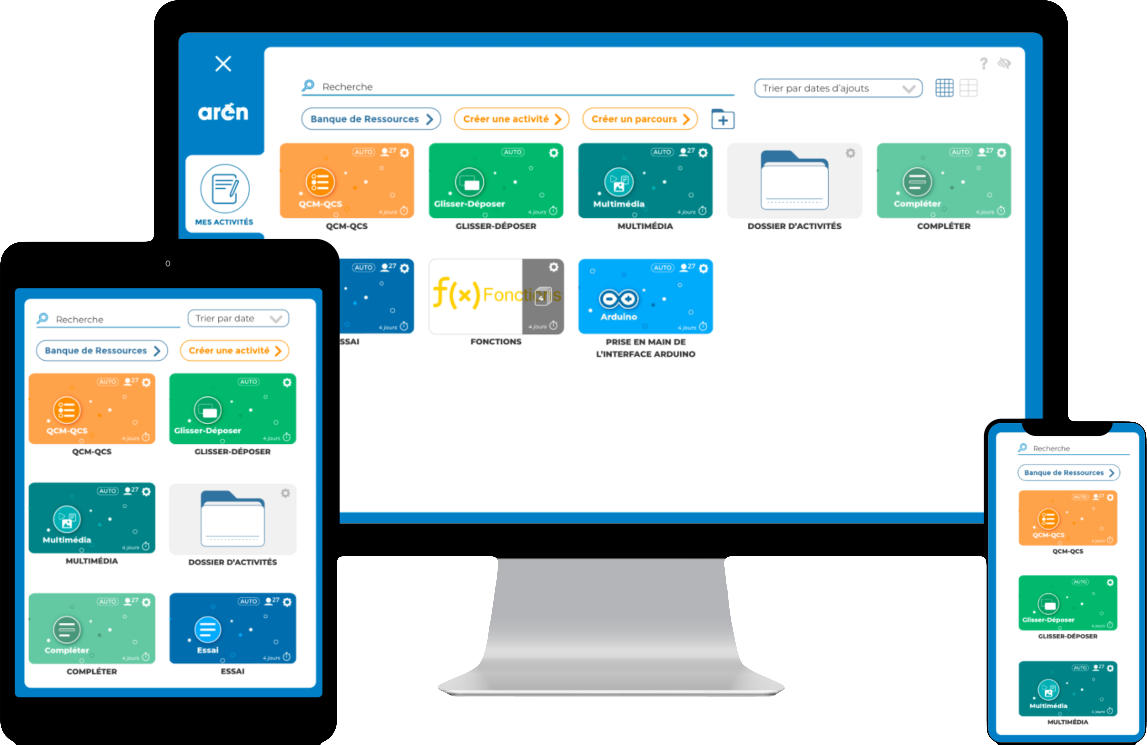 ?
arén
Recherche
Trier par dates d'ajouts
Banque de Ressources
Créer une activité
Créer un parcours
MES ACTIVITÉS
AUTO 27
QCM-QCS
4 jours
QCM-QCS
AUTO
Glisser-Déposer
4 jours
GLISSER-DÉPOSER
AUTO 27
Multimédia
4 jours
MULTIMÉDIA
DOSSIER D'ACTIVITÉS
AUTO 27
Compléter
4 jours
COMPLÉTER
AUTO 27
4 jours
SSAI
f(x) Fonctions
4
4 jours
FONCTIONS
AUTO 27
Arduino
4 jours
PRISE EN MAIN DE
L'INTERFACE ARDUINO
Recherche
Trier par date
Banque de Ressources
Créer une activité
AUTO 27
QCM-QCS
4 jours
QCM-QCS
AUTO
Glisser-Déposer
4 jours
GLISSER-DÉPOSER
AUTO 27
Multimédia
4 jours
MULTIMÉDIA
DOSSIER D'ACTIVITÉS
AUTO 27
Compléter
4 jours
COMPLÉTER
AUTO 27
Essai
4 jours
ESSAI
Recherche
Banque de Ressources
AUTO 27
QCM-QCS
4 jours
QCM-QCS
AUTO
Glisser-Déposer
4 jours
GLISSER-DÉPOSER
AUTO 27
Multimédia
4 jours
MULTIMÉDIA